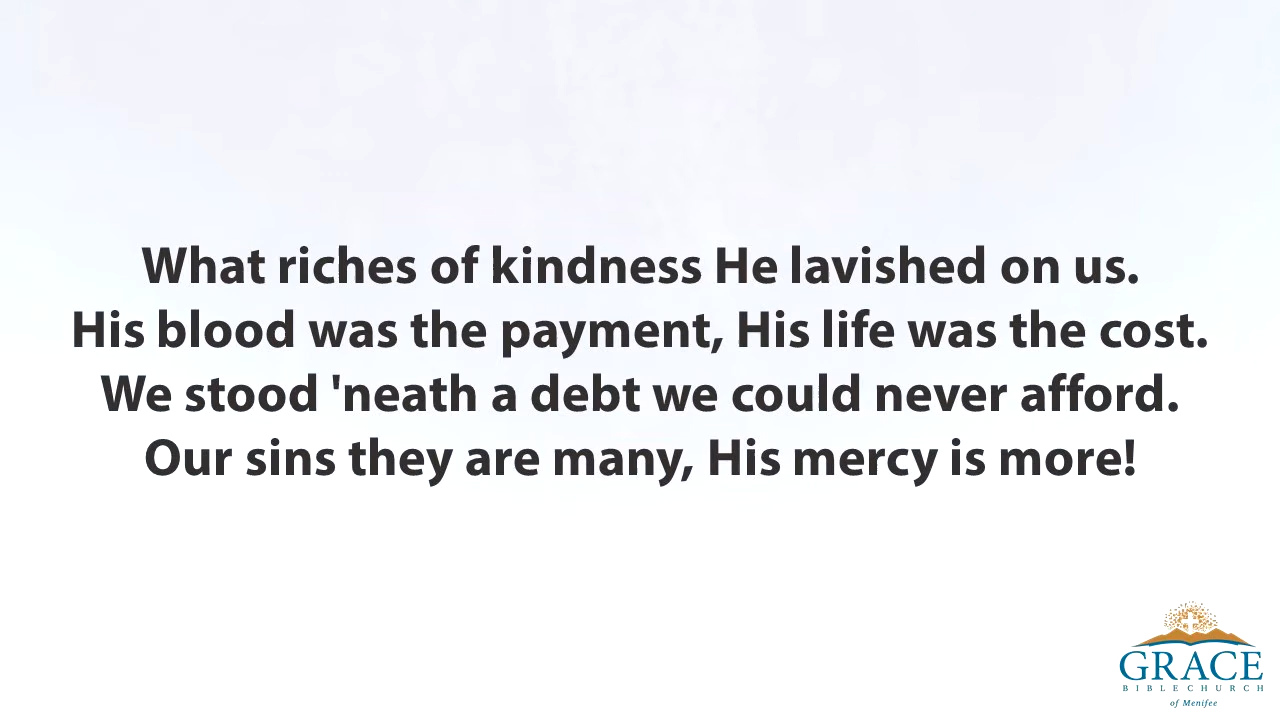 What riches of kindness He lavished on us.
His blood was the payment, His life was the cost.
We stood 'neath a debt we could never afford.
Our sins they are many, His mercy is more!
GRACE
BIBLE CHURCH
of Menifee